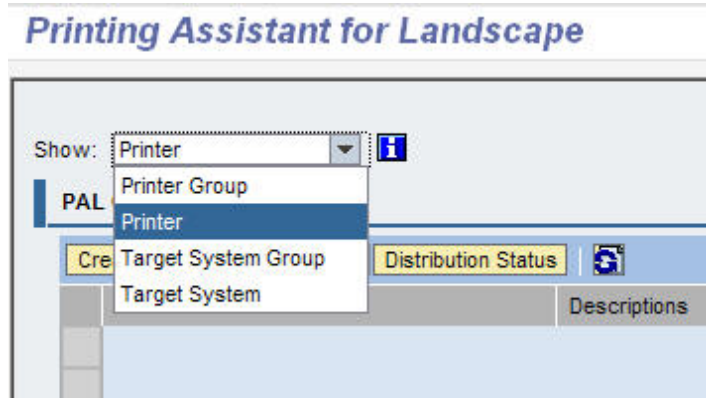 Printing Assistant for Landscape
Show: Printer
Printer Group
PAL
Printer
Cre Target System Group Distribution Status
Target System
Descriptions